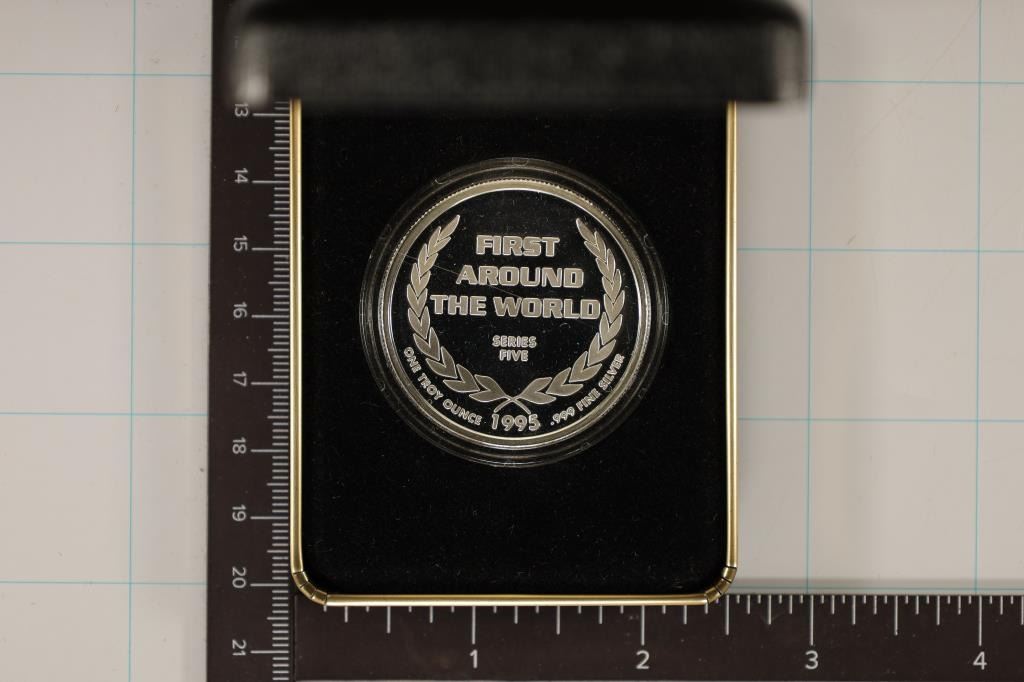 FIRST
AROUND
THE WORLD
SERIES
FIVE
ONE TROY OUNCE 1995 .999 FINE SILVER
13
14
15
16
17
18
19
20
21
1 2 3 4